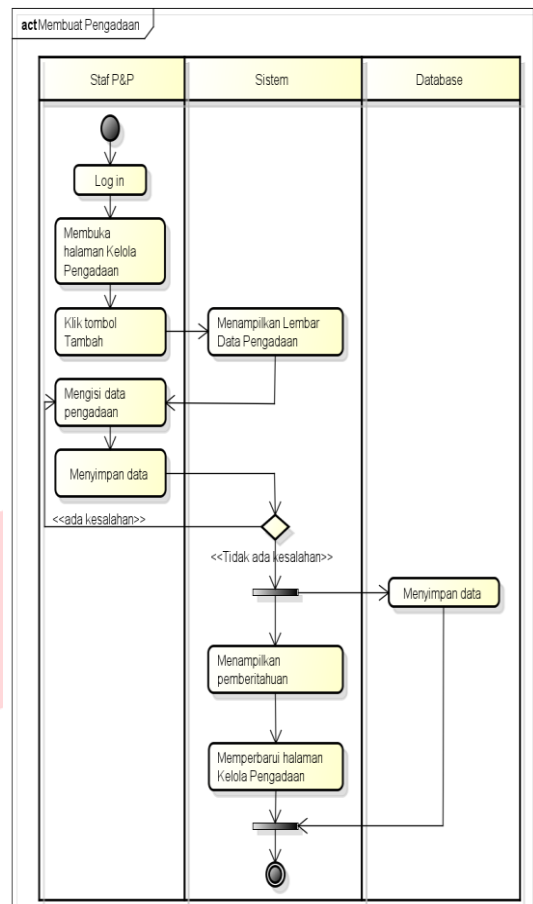 act Membuat Pengadaan
Staf P&P
Sistem
Database
Log in
Membuka
halaman Kelola
Pengadaan
Klik tombol
Tambah
Menampilkan Lembar
Data Pengadaan
Mengisi data
pengadaan
Menyimpan data
<<ada kesalahan>>
<<Tidak ada kesalahan>>
Menyimpan data
Menampilkan
pemberitahuan
Memperbarui halaman
Kelola Pengadaan